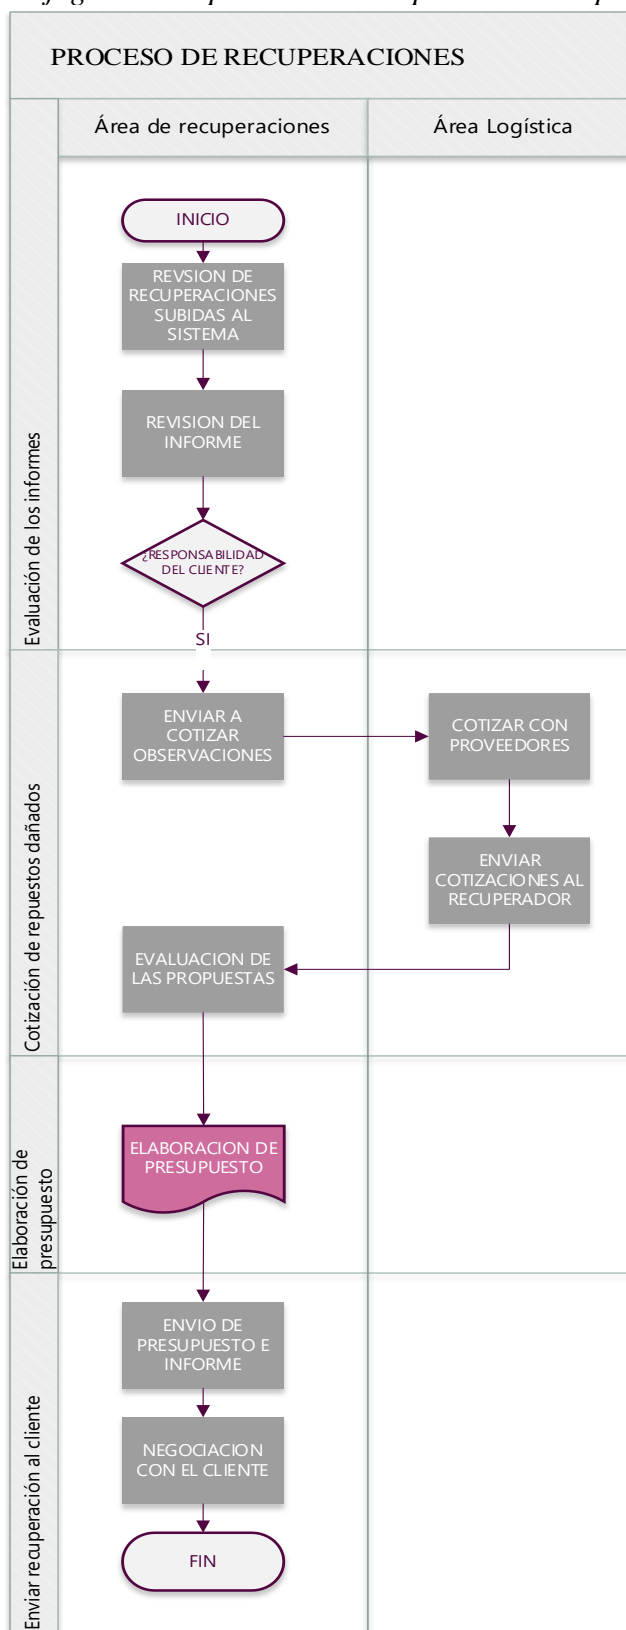 PROCESO DE RECUPERACIONES
Área de recuperaciones
Área Logística
Evaluación de los informes
INICIO
REVSION DE
RECUPERACIONES
SUBIDAS AL
SISTEMA
REVISION DEL
INFORME
¿RESPONSABILIDAD
DEL CLIENTE?
SI
Cotización de repuestos dañados
ENVIAR A
COTIZAR
OBSERVACIONES
COTIZAR CON
PROVEEDORES
ENVIAR
COTIZACIONES AL
RECUPERADOR
EVALUACION DE
LAS PROPUESTAS
Elaboración de
presupuesto
ELABORACION DE
PRESUPUESTO
Enviar recuperación al cliente
ENVIO DE
PRESUPUESTO E
INFORME
NEGOCIACION
CON EL CLIENTE
FIN